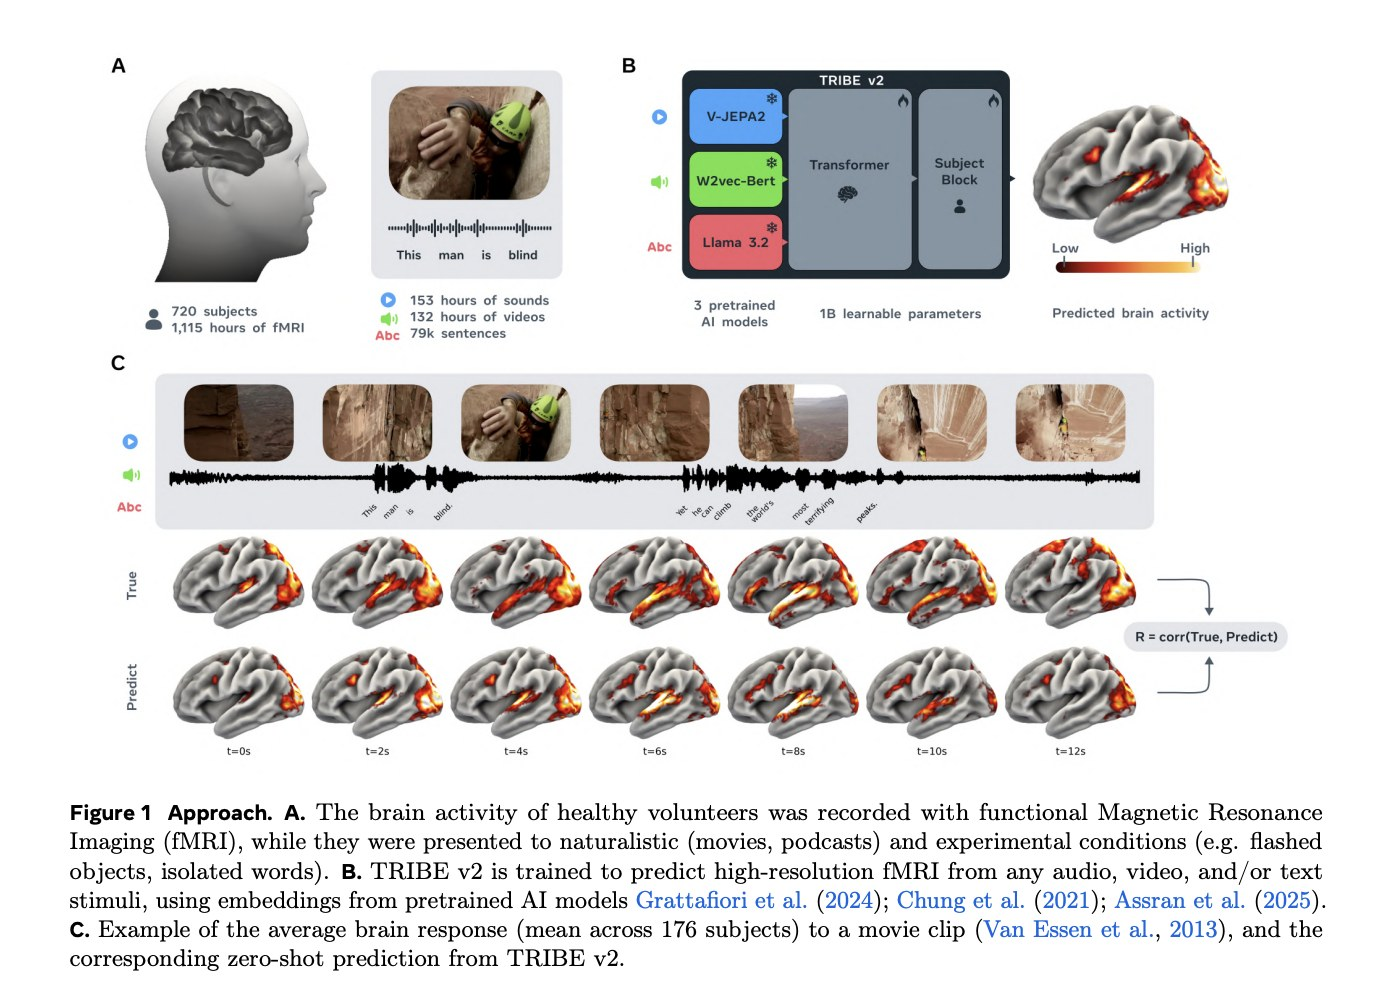 A
This man is blind
720 subjects
1,115 hours of fMRI
153 hours of sounds
132 hours of videos
Abc
79k sentences
B
TRIBE v2
V-JEPA2
W2vec-Bert
Abc
Llama 3.2
Transformer
Subject
Block
Low
High
3 pretrained
AI models
1B learnable parameters
Predicted brain activity
C
Abc
This man is blind.
Yet he can climb the world's most terrifying peaks.
True
Predict
R = corr(True, Predict)
t=0s
t=2s
t=4s
t=6s
t=8s
t=10s
t=12s
Figure 1 Approach. A. The brain activity of healthy volunteers was recorded with functional Magnetic Resonance
Imaging (fMRI), while they were presented to naturalistic (movies, podcasts) and experimental conditions (e.g. flashed
objects, isolated words). B. TRIBE v2 is trained to predict high-resolution fMRI from any audio, video, and/or text
stimuli, using embeddings from pretrained AI models Grattafiori et al. (2024); Chung et al. (2021); Assran et al. (2025).
C. Example of the average brain response (mean across 176 subjects) to a movie clip (Van Essen et al., 2013), and the
corresponding zero-shot prediction from TRIBE v2.